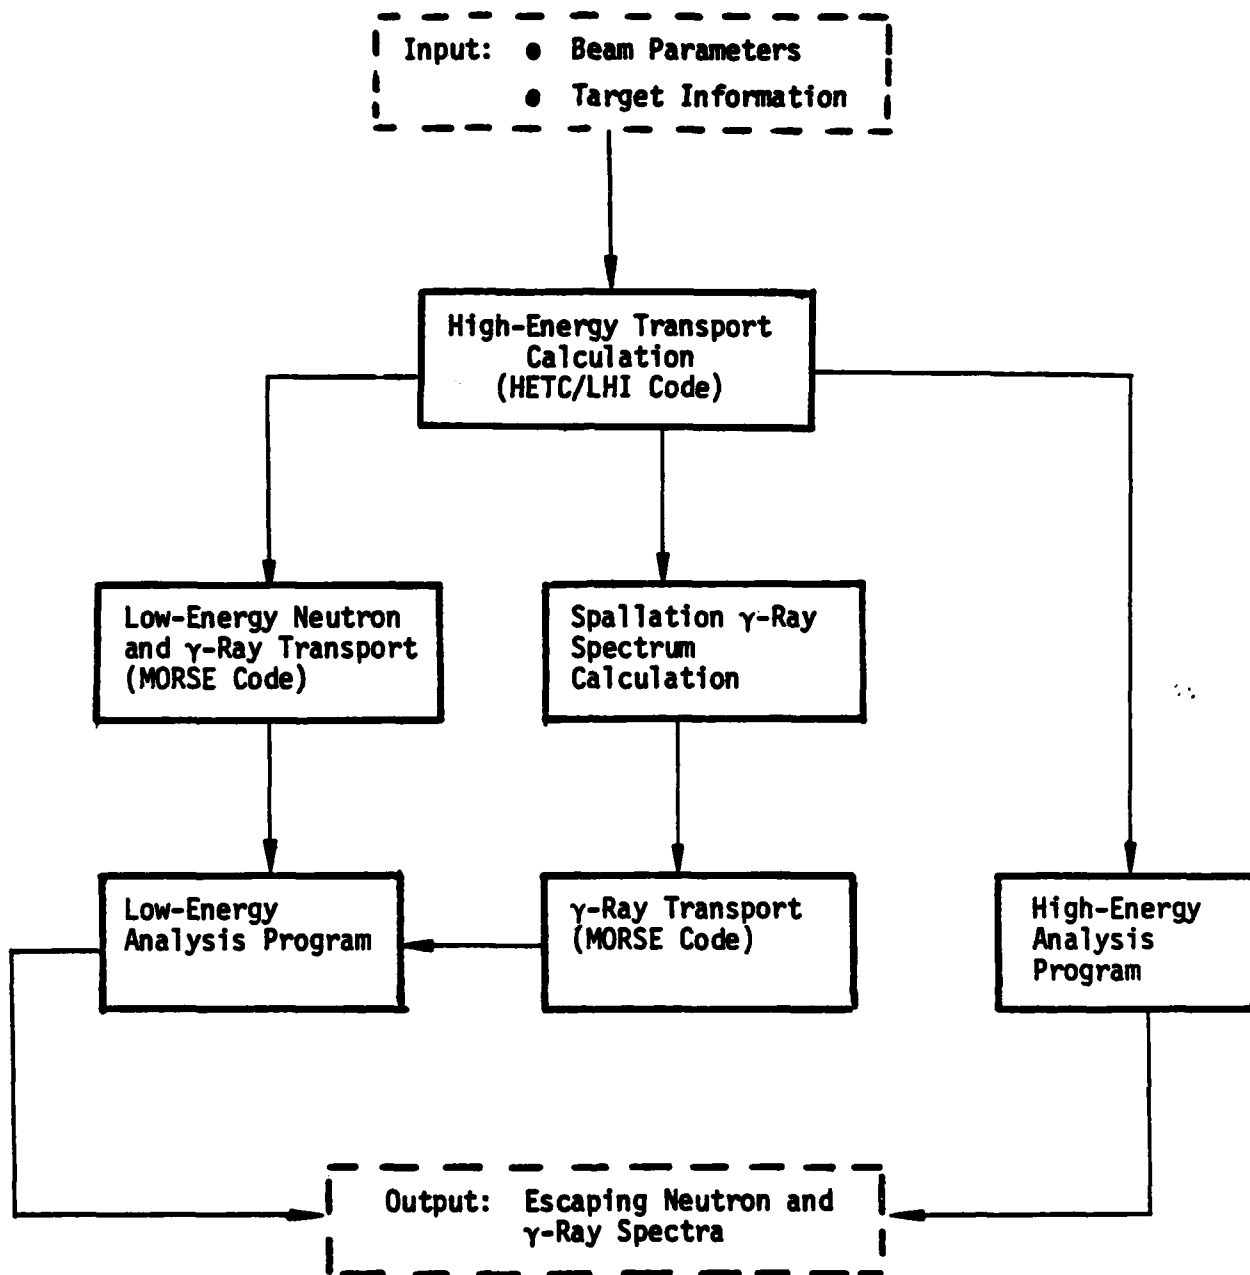 Input: • Beam Parameters
• Target Information
High-Energy Transport
Calculation
(HETC/LHI Code)
Low-Energy Neutron
and γ-Ray Transport
(MORSE Code)
Spallation γ-Ray
Spectrum
Calculation
Low-Energy
Analysis Program
γ-Ray Transport
(MORSE Code)
High-Energy
Analysis
Program
Output: Escaping Neutron and
γ-Ray Spectra